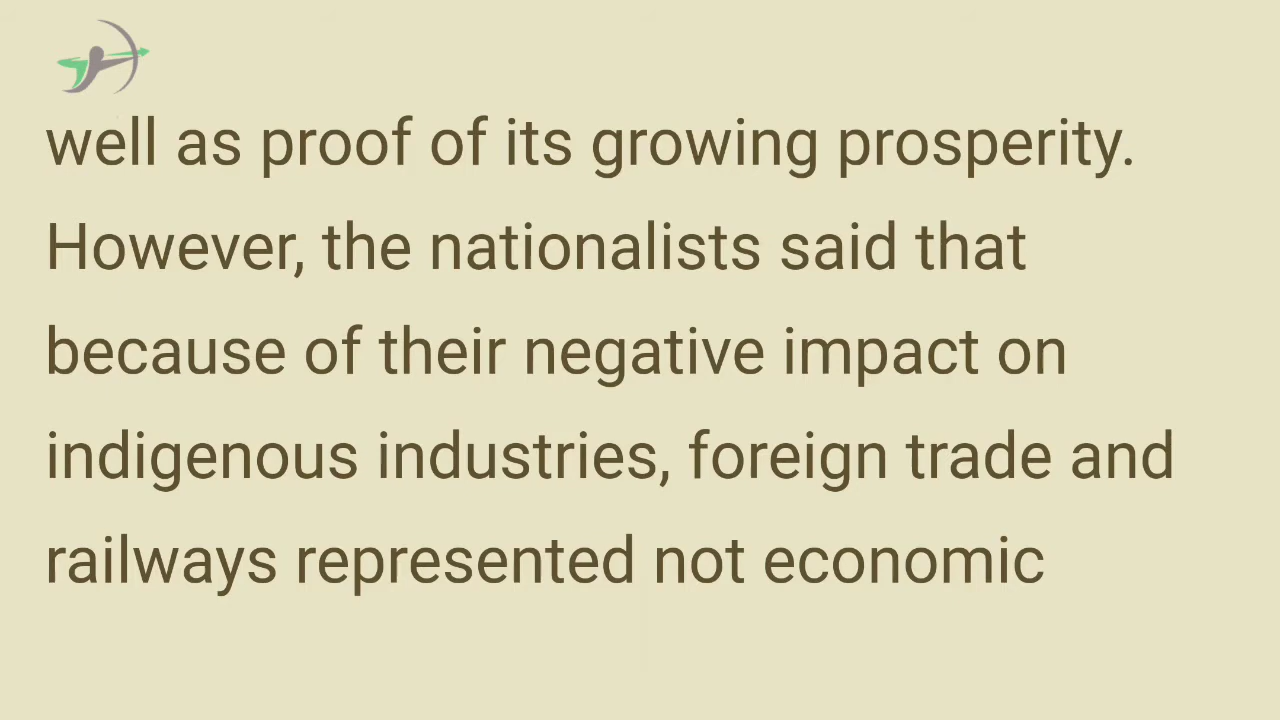 well as proof of its growing prosperity.
However, the nationalists said that
because of their negative impact on
indigenous industries, foreign trade and
railways represented not economic